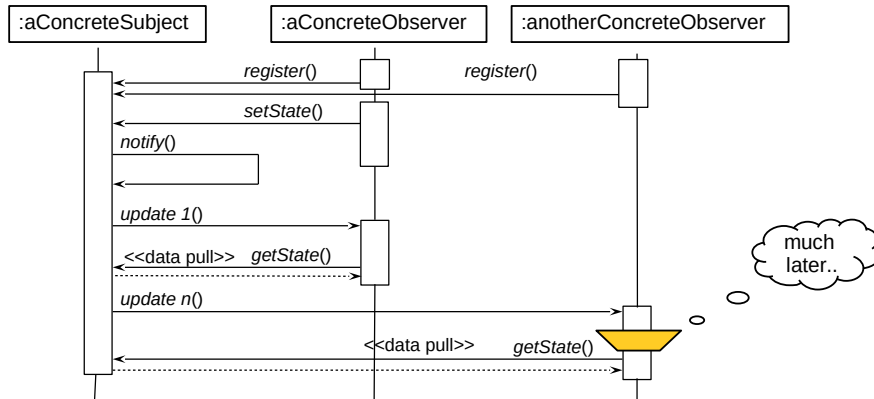 :aConcreteSubject :aConcreteObserver :anotherConcreteObserver
register() register()
setState()
notify()
update 1()
<<data pull>> getState()
update n()
<<data pull>> getState()
much
later..